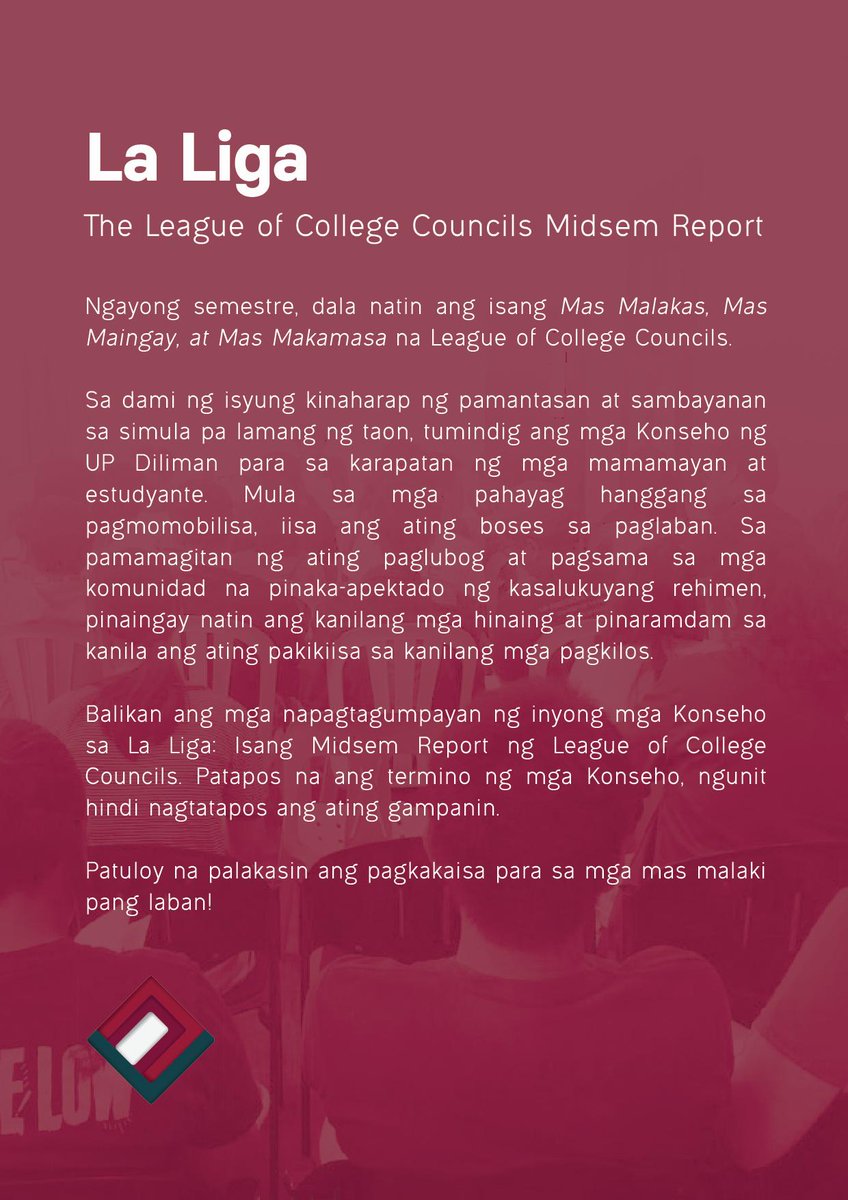 La Liga
The League of College Councils Midsem Report
Ngayong semestre, dala natin ang isang Mas Malakas, Mas
Maingay, at Mas Makamasa na League of College Councils.
Sa dami ng isyung kinaharap ng pamantasan at sambayanan
sa simula pa lamang ng taon, tumindig ang mga Konseho ng
UP Diliman para sa karapatan ng mga mamamayan at
estudyante. Mula sa mga pahayag hanggang sa
pagmomobilisa, iisa ang ating boses sa paglaban. Sa
pamamagitan ng ating paglubog at pagsama sa mga
komunidad na pinaka-apektado ng kasalukuyang rehimen,
pinaingay natin ang kanilang mga hinaing at pinaramdam sa
kanila ang ating pakikiisa sa kanilang mga pagkilos.
Balikan ang mga napagtagumpayan ng inyong mga Konseho
sa La Liga: Isang Midsem Report ng League of College
Councils. Patapos na ang termino ng mga Konseho, ngunit
hindi nagtatapos ang ating gampanin.
Patuloy na palakasin ang pagkakaisa para sa mga mas malaki
pang laban!
LOW